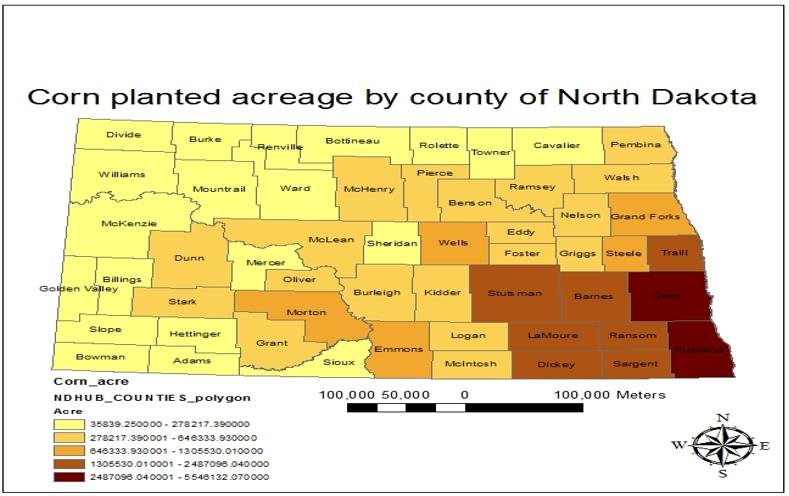 Corn planted acreage by county of North Dakota
Divide Burke Renville Bottineau Rolette Towner Cavalier Pembina
Williams Mountrail Ward McHenry Pierce Benson Ramsey Walsh
McKenzie Nelson Grand Forks
Dunn McLean Sheridan Wells Eddy Foster Griggs Steele Traill
Mercer Oliver
Golden Valley Billings Stark Morton Burleigh Kidder Stutsman Barnes Cass
Slope Hettinger Grant Emmons Logan LaMoure Ransom Richland
Bowman Adams Sioux McIntosh Dickey Sargent
Corn_acre
NDHUB_COUNTIES_polygon
Acre
35839.250000 - 278217.390000
278217.390001 - 646333.930000
646333.930001 - 1305530.010000
1305530.010001 - 2487096.040000
2487096.040001 - 5546132.070000
100,000 50,000 0 100,000 Meters
N
W E
S